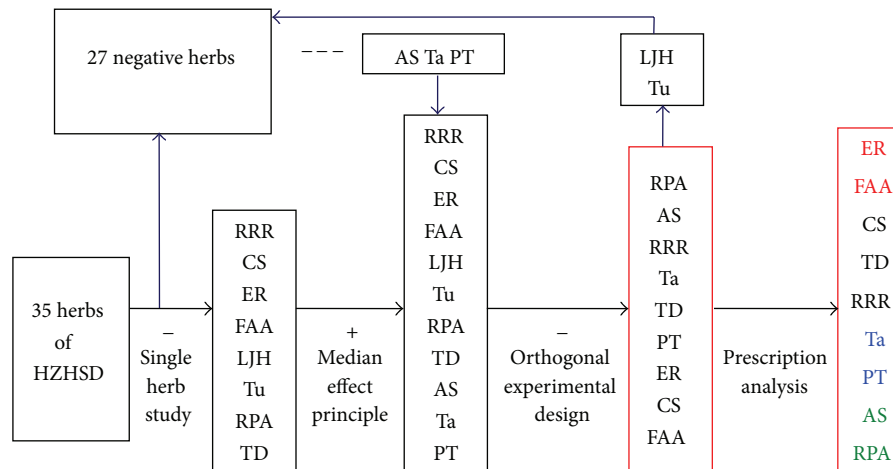 27 negative herbs
– – –
AS Ta PT
LJH
Tu
35 herbs
of
HZHSD
–
Single
herb
study
RRR
CS
ER
FAA
LJH
Tu
RPA
TD
+
Median
effect
principle
RRR
CS
ER
FAA
LJH
Tu
RPA
TD
AS
Ta
PT
–
Orthogonal
experimental
design
RPA
AS
RRR
Ta
TD
PT
ER
CS
FAA
Prescription
analysis
ER
FAA
CS
TD
RRR
Ta
PT
AS
RPA